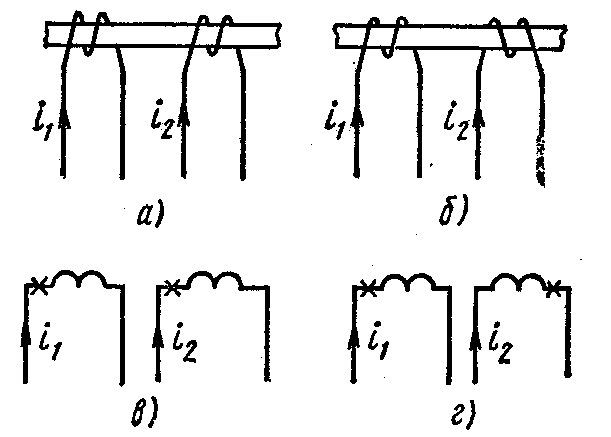 i₁ i₂ i₁ i₂
а) б)
i₁ i₂ i₁ i₂
в) г)